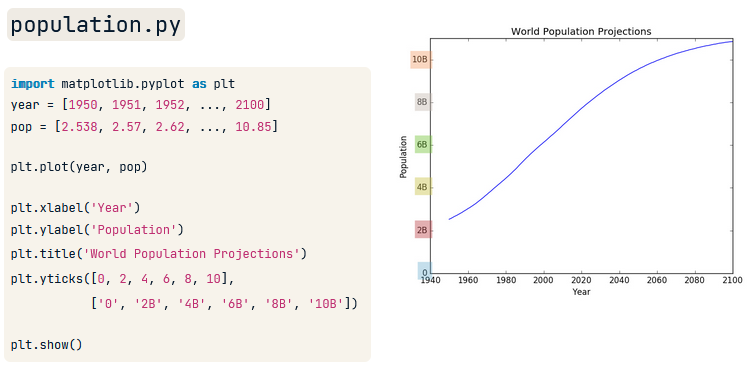 population.py
import matplotlib.pyplot as plt
year = [1950, 1951, 1952, ..., 2100]
pop = [2.538, 2.57, 2.62, ..., 10.85]
plt.plot(year, pop)
plt.xlabel('Year')
plt.ylabel('Population')
plt.title('World Population Projections')
plt.yticks([0, 2, 4, 6, 8, 10],
['0', '2B', '4B', '6B', '8B', '10B'])
plt.show()
World Population Projections
Population
10B
8B
6B
4B
2B
0
1940 1960 1980 2000 2020 2040 2060 2080 2100
Year